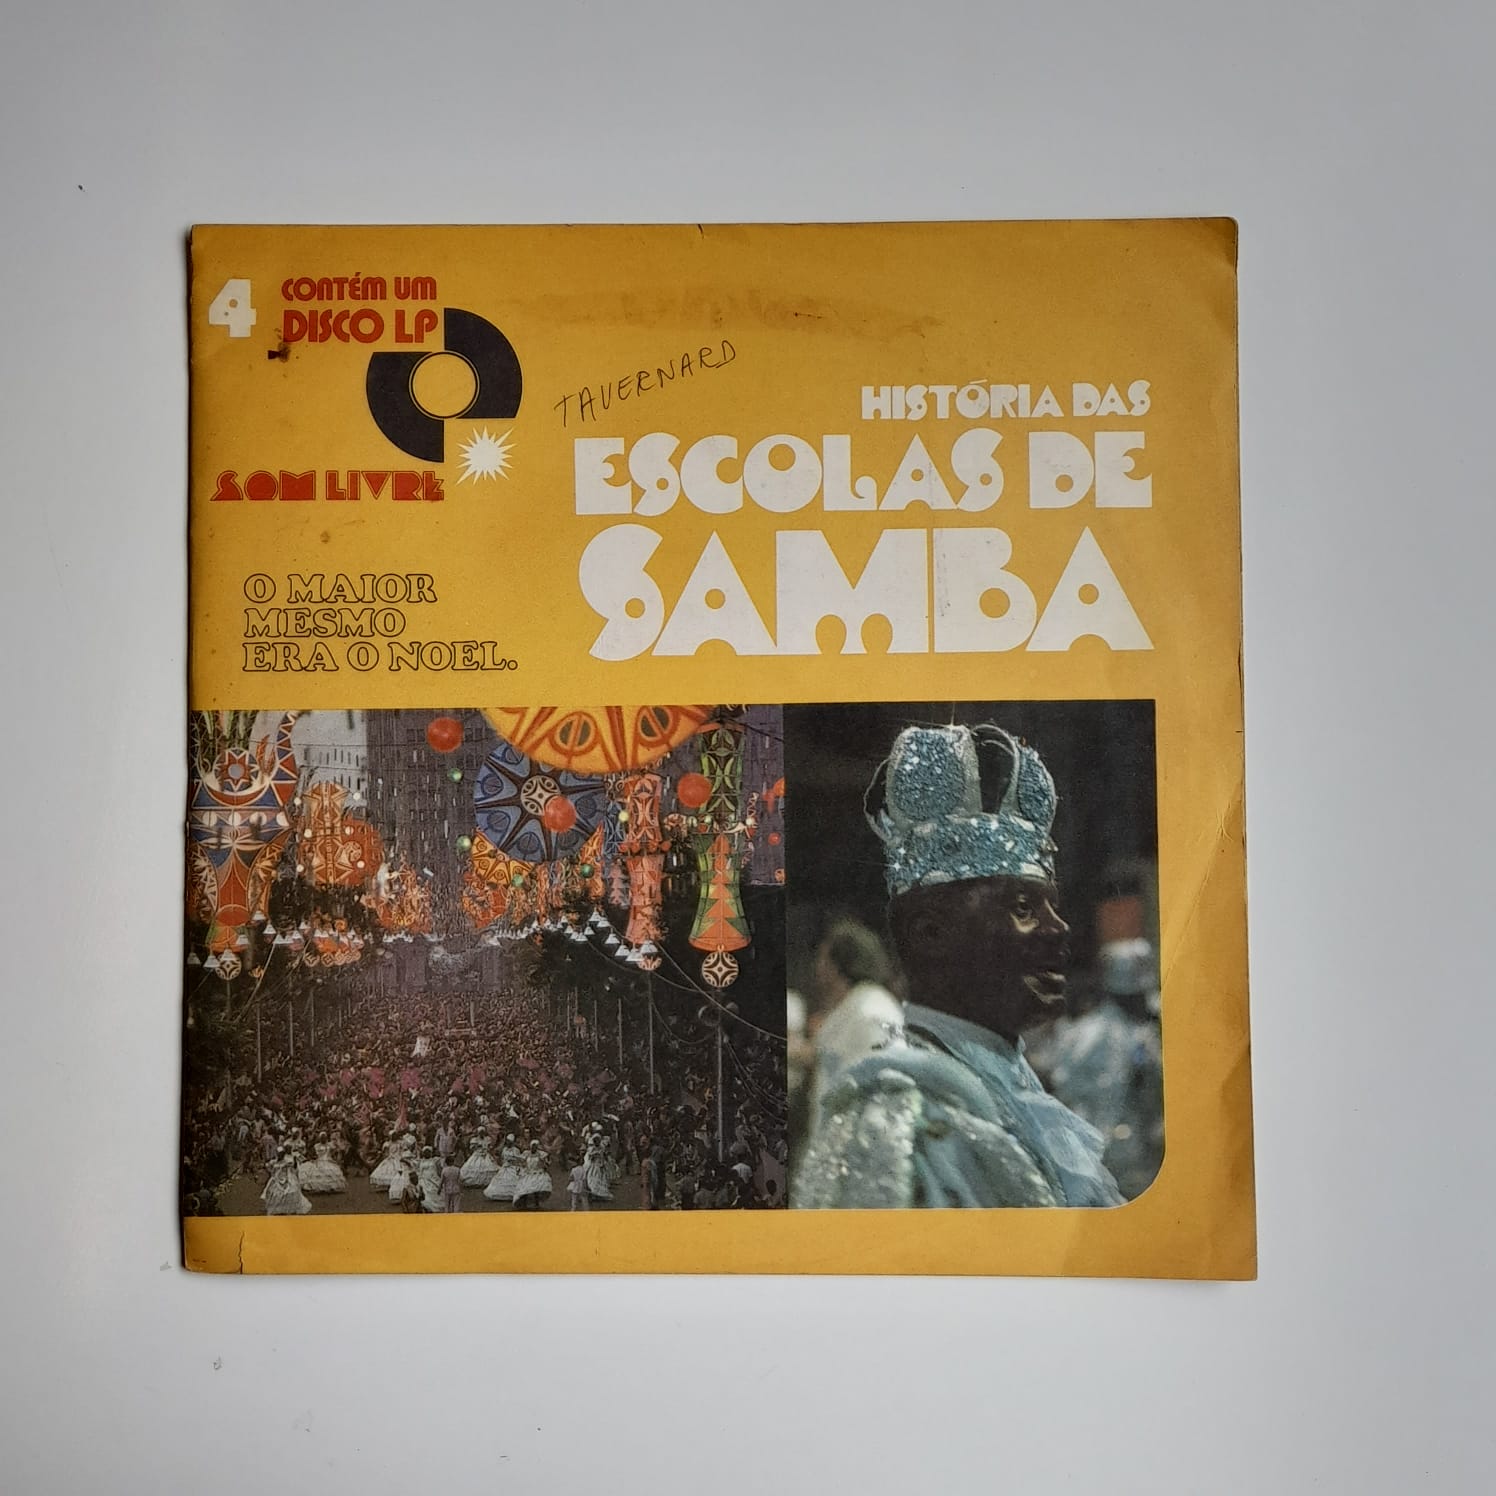 4
CONTÉM UM
DISCO LP
SOM LIVRE
TAVERNARD
HISTÓRIA DAS
ESCOLAS DE
SAMBA
O MAIOR
MESMO
ERA O NOEL.